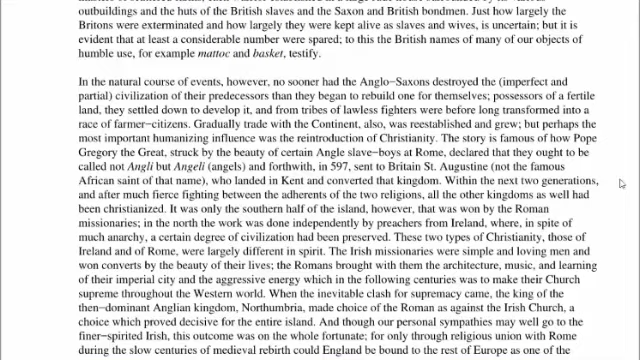 outbuildings and the huts of the British slaves and the Saxon and British bondmen. Just how largely the
Britons were exterminated and how largely they were kept alive as slaves and wives, is uncertain; but it is
evident that at least a considerable number were spared; to this the British names of many of our objects of
humble use, for example mattoc and basket, testify.
In the natural course of events, however, no sooner had the Anglo−Saxons destroyed the (imperfect and
partial) civilization of their predecessors than they began to rebuild one for themselves; possessors of a fertile
land, they settled down to develop it, and from tribes of lawless fighters were before long transformed into a
race of farmer−citizens. Gradually trade with the Continent, also, was reestablished and grew; but perhaps the
most important humanizing influence was the reintroduction of Christianity. The story is famous of how Pope
Gregory the Great, struck by the beauty of certain Angle slave−boys at Rome, declared that they ought to be
called not Angli but Angeli (angels) and forthwith, in 597, sent to Britain St. Augustine (not the famous
African saint of that name), who landed in Kent and converted that kingdom. Within the next two generations,
and after much fierce fighting between the adherents of the two religions, all the other kingdoms as well had
been christianized. It was only the southern half of the island, however, that was won by the Roman
missionaries; in the north the work was done independently by preachers from Ireland, where, in spite of
much anarchy, a certain degree of civilization had been preserved. These two types of Christianity, those of
Ireland and of Rome, were largely different in spirit. The Irish missionaries were simple and loving men and
won converts by the beauty of their lives; the Romans brought with them the architecture, music, and learning
of their imperial city and the aggressive energy which in the following centuries was to make their Church
supreme throughout the Western world. When the inevitable clash for supremacy came, the king of the
then−dominant Anglian kingdom, Northumbria, made choice of the Roman as against the Irish Church, a
choice which proved decisive for the entire island. And though our personal sympathies may well go to the
finer−spirited Irish, this outcome was on the whole fortunate; for only through religious union with Rome
during the slow centuries of medieval rebirth could England be bound to the rest of Europe as one of the